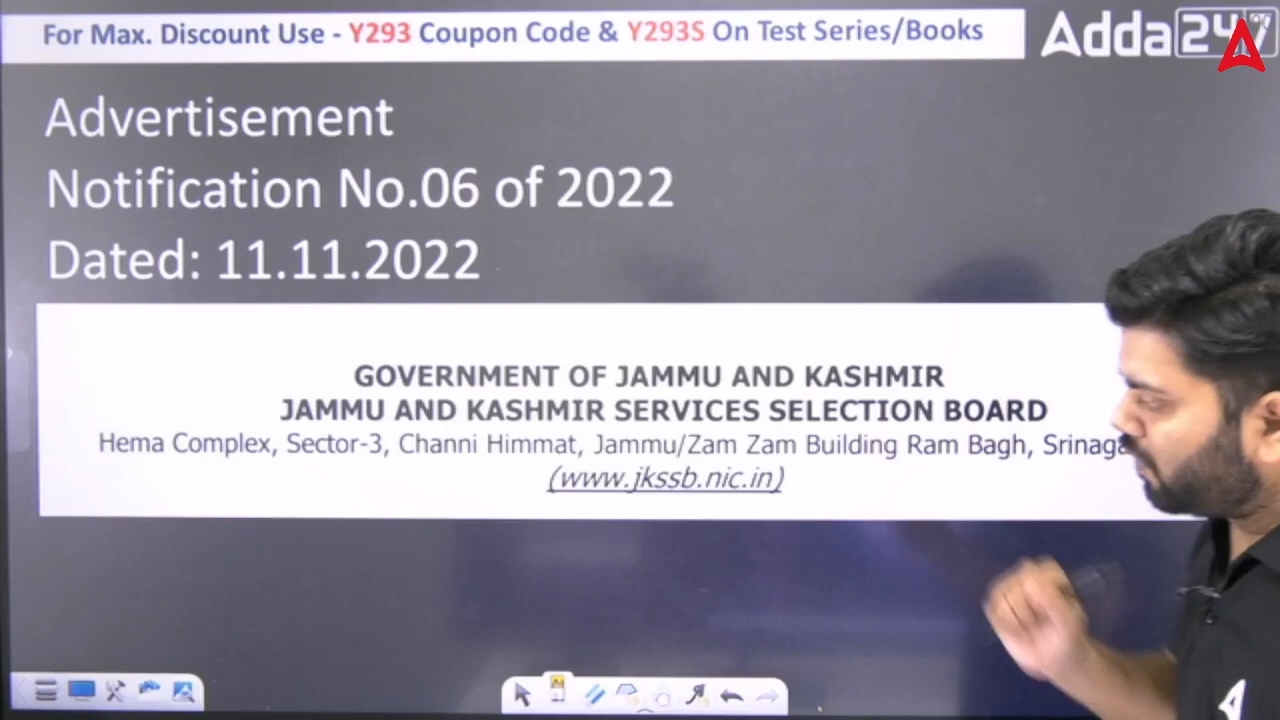 For Max. Discount Use - Y293 Coupon Code & Y293S On Test Series/Books
Adda247
Advertisement
Notification No.06 of 2022
Dated: 11.11.2022
GOVERNMENT OF JAMMU AND KASHMIR
JAMMU AND KASHMIR SERVICES SELECTION BOARD
Hema Complex, Sector-3, Channi Himmat, Jammu/Zam Zam Building Ram Bagh,
(www.jkssb.nic.in)